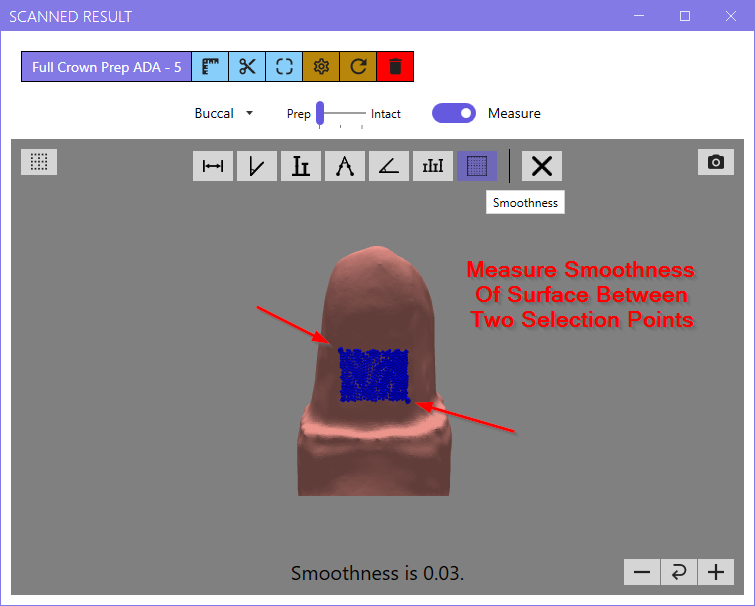 SCANNED RESULT
Full Crown Prep ADA - 5
Buccal
Prep
Intact
Measure
Smoothness
Measure Smoothness
Of Surface Between
Two Selection Points
Smoothness is 0.03.